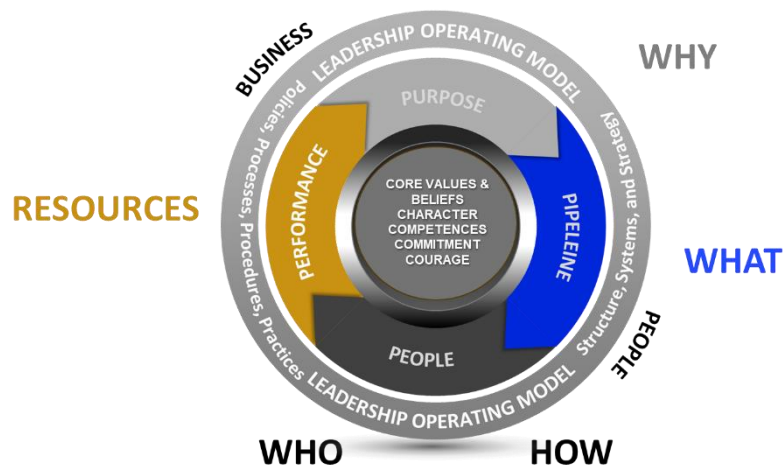 BUSINESS
LEADERSHIP OPERATING MODEL
WHY
PURPOSE
Policies, Processes, Procedures, Practices
Structure, Systems, and Strategy
RESOURCES
PERFORMANCE
CORE VALUES &
BELIEFS
CHARACTER
COMPETENCES
COMMITMENT
COURAGE
PIPELEINE
WHAT
PEOPLE
PEOPLE
LEADERSHIP OPERATING MODEL
WHO
HOW